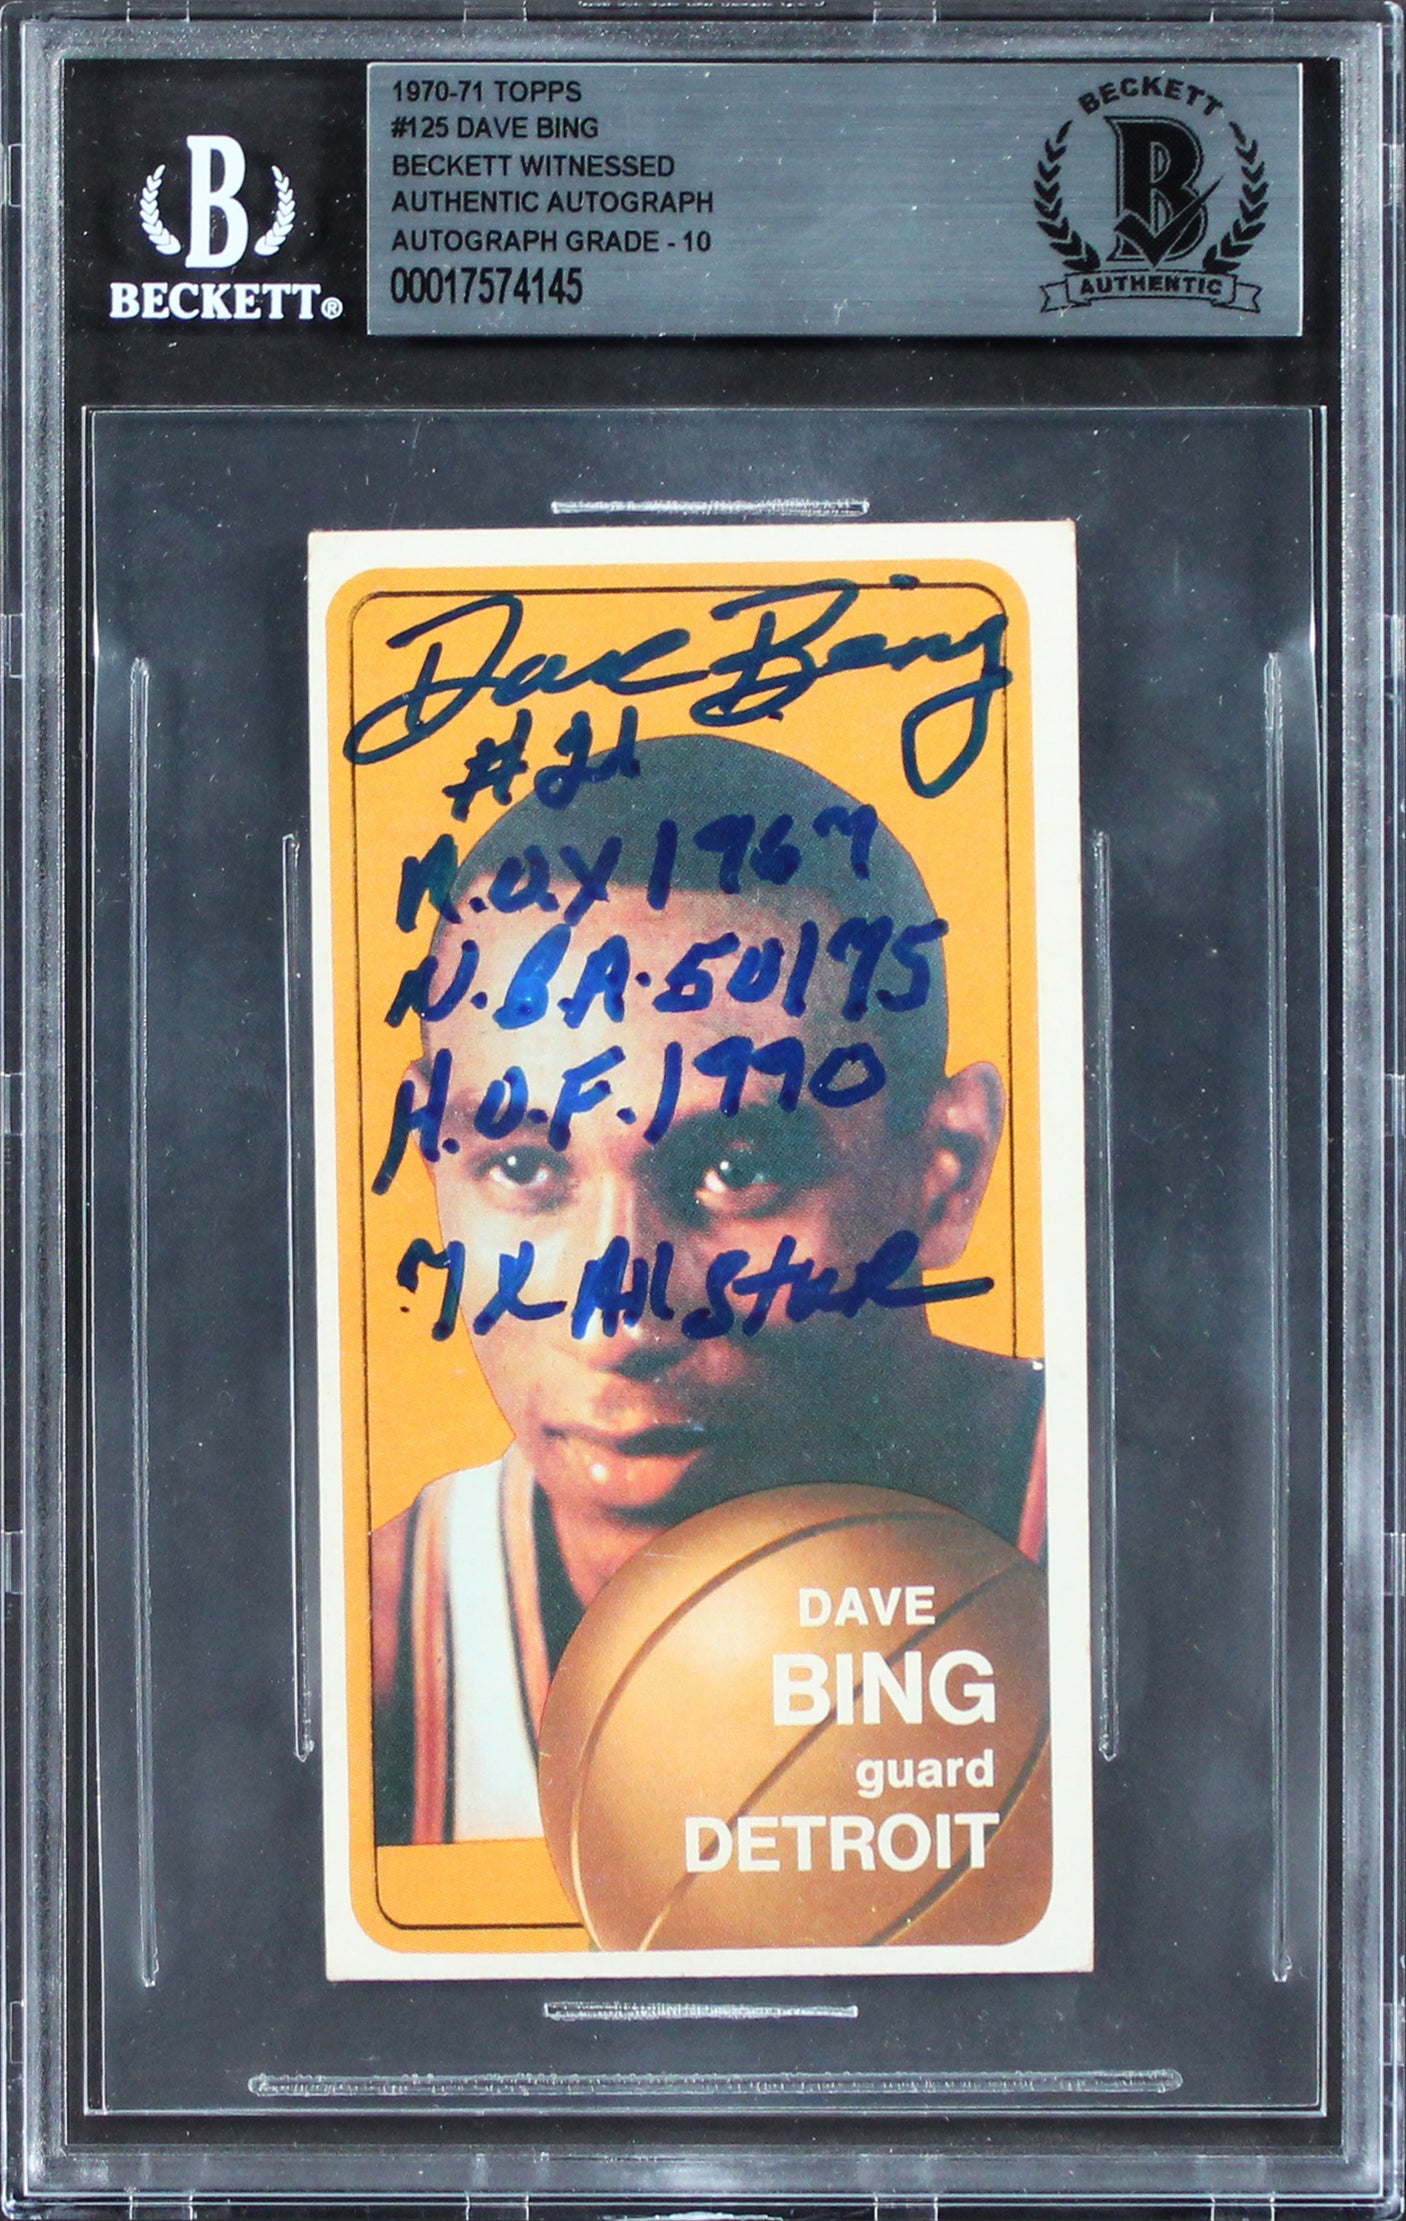 1970-71 TOPPS
#125 DAVE BING
BECKETT WITNESSED
AUTHENTIC AUTOGRAPH
AUTOGRAPH GRADE - 10
00017574145
B
BECKETT®
BECKETT
B
AUTHENTIC
Dave Bing
#21
R.O.Y 1967
N.B.A. 50/75
H.O.F. 1990
7x All Star
DAVE
BING
guard
DETROIT